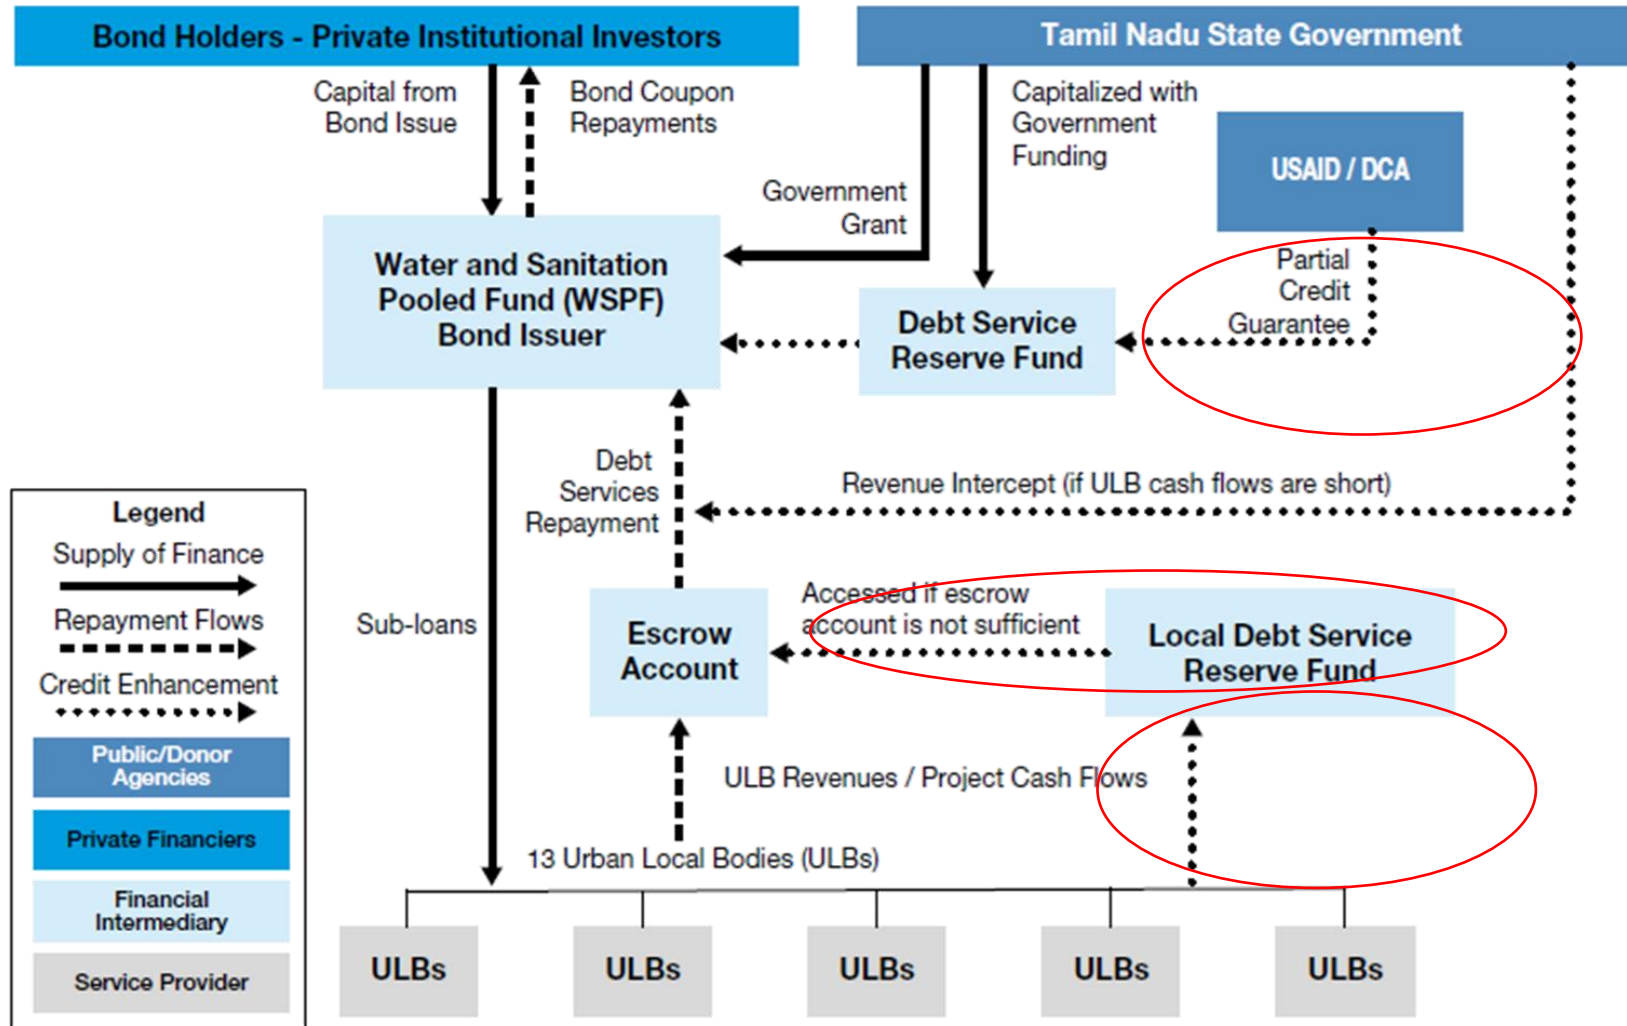 Bond Holders - Private Institutional Investors
Tamil Nadu State Government
Capital from
Bond Issue
Bond Coupon
Repayments
Capitalized with
Government
Funding
USAID / DCA
Government
Grant
Partial
Credit
Guarantee
Water and Sanitation
Pooled Fund (WSPF)
Bond Issuer
Debt Service
Reserve Fund
Debt
Services
Repayment
Revenue Intercept (if ULB cash flows are short)
Legend
Supply of Finance
Repayment Flows
Credit Enhancement
Public/Donor
Agencies
Private Financiers
Financial
Intermediary
Service Provider
Sub-loans
Escrow
Account
Accessed if escrow
account is not sufficient
Local Debt Service
Reserve Fund
ULB Revenues / Project Cash Flows
13 Urban Local Bodies (ULBs)
ULBs
ULBs
ULBs
ULBs
ULBs